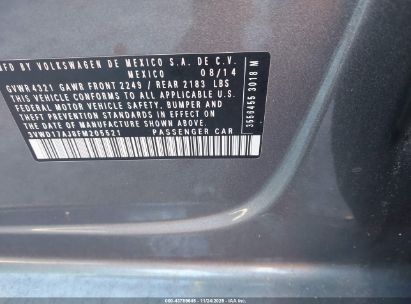 MFD BY VOLKSWAGEN DE MEXICO S.A. DE C.V.
MEXICO 08/14
GVWR 4321 GAWR FRONT 2249 / REAR 2183 LBS
THIS VEHICLE CONFORMS TO ALL APPLICABLE
FEDERAL MOTOR VEHICLE SAFETY, BUMPER AND
THEFT PREVENTION STANDARDS IN EFFECT
ON THE DATE OF MANUFACTURE SHOWN ABOVE
3VWD17AJ8FM205521 PASSENGER CAR
3018 M